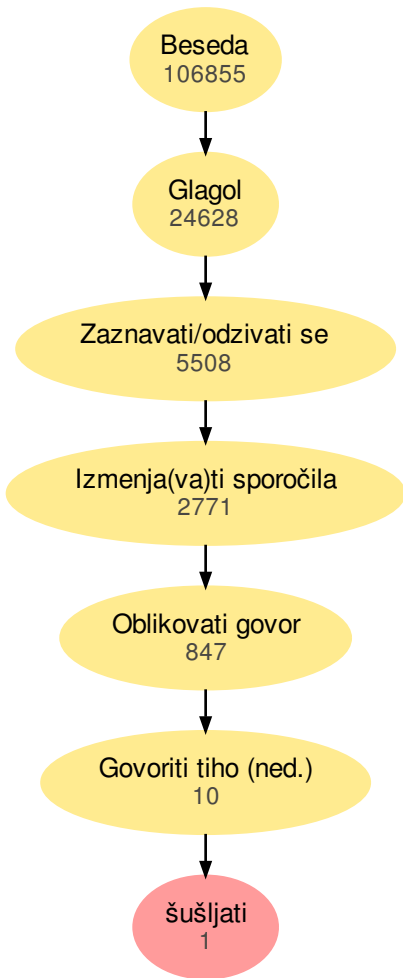 Beseda
106855
Glagol
24628
Zaznavati/odzivati se
5508
Izmenja(va)ti sporočila
2771
Oblikovati govor
847
Govoriti tiho (ned.)
10
šušljati
1